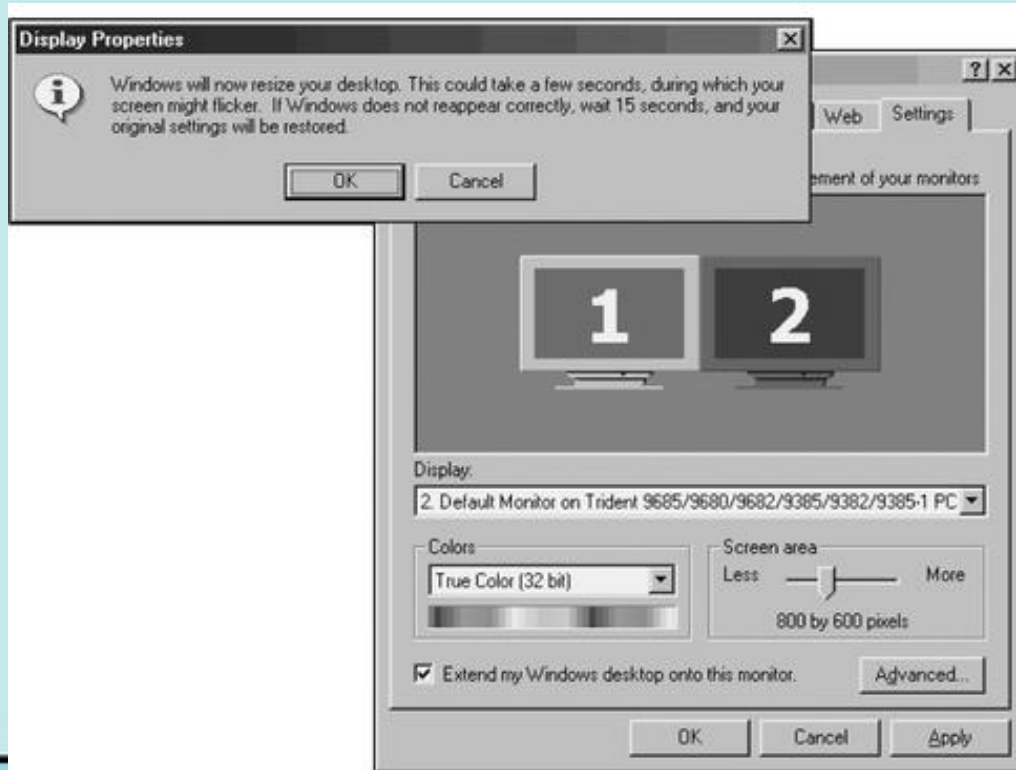 Display Properties
Windows will now resize your desktop. This could take a few seconds, during which your
screen might flicker. If Windows does not reappear correctly, wait 15 seconds, and your
original settings will be restored.
OK Cancel
Web Settings
of your monitors
1 2
Display:
2. Default Monitor on Trident 9685/9680/9682/9385/9382/9385-1 PC
Colors Screen area
True Color (32 bit) Less More
800 by 600 pixels
Extend my Windows desktop onto this monitor. Advanced...
OK Cancel Apply